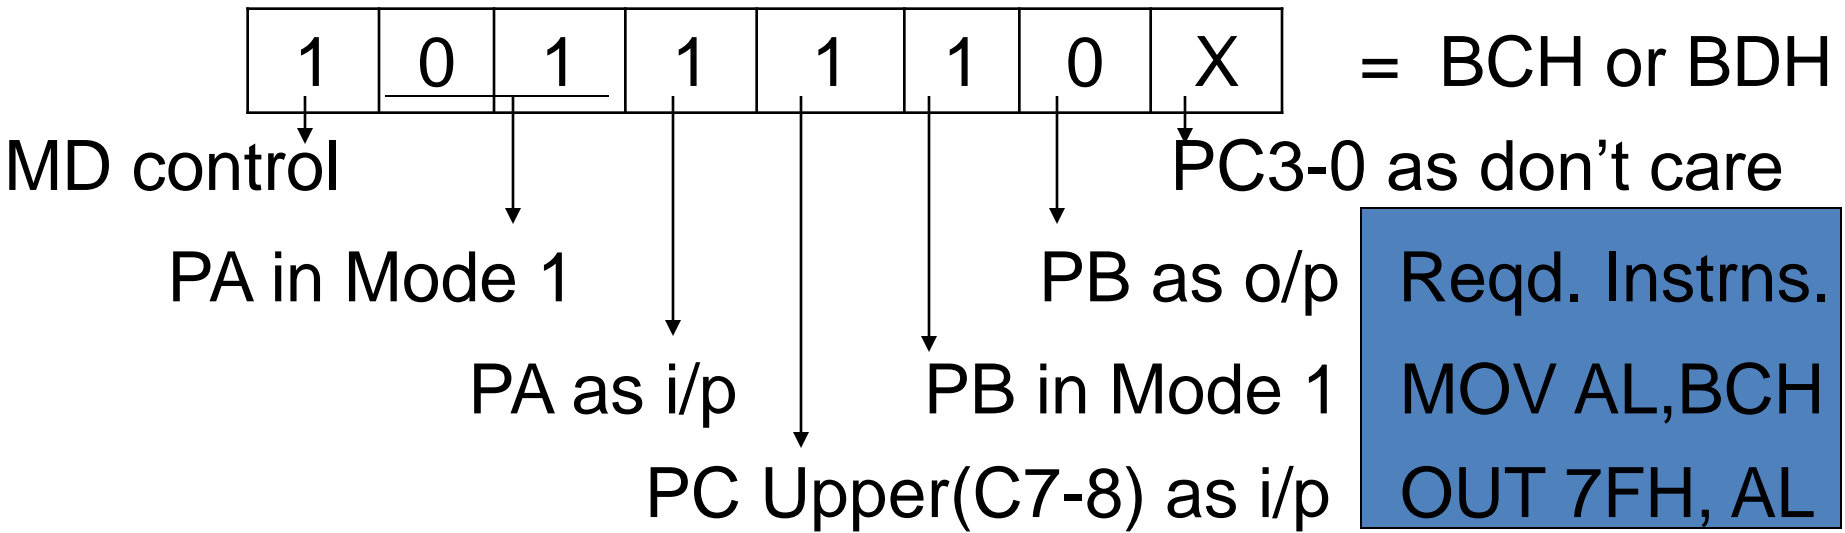 1 0 1 1 1 1 0 X = BCH or BDH
MD control PC3-0 as don’t care
PA in Mode 1 PB as o/p Reqd. Instrns.
PA as i/p PB in Mode 1 MOV AL,BCH
PC Upper(C7-8) as i/p OUT 7FH, AL